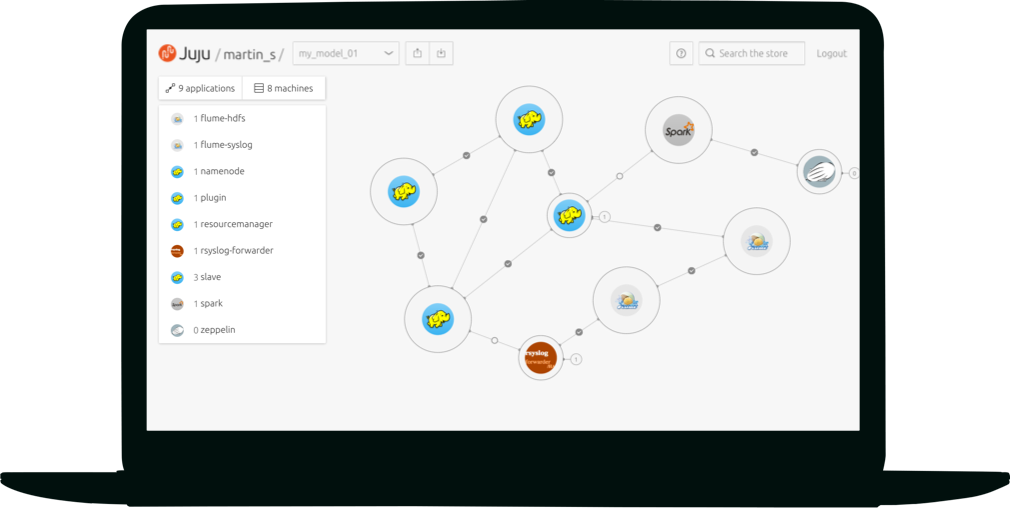 Juju / martin_s / my_model_01 Search the store Logout
9 applications 8 machines
1 flume-hdfs
1 flume-syslog
1 namenode
1 plugin
1 resourcemanager
1 rsyslog-forwarder
3 slave
1 spark
0 zeppelin
Spark
0
1
rsyslog
forwarder
1